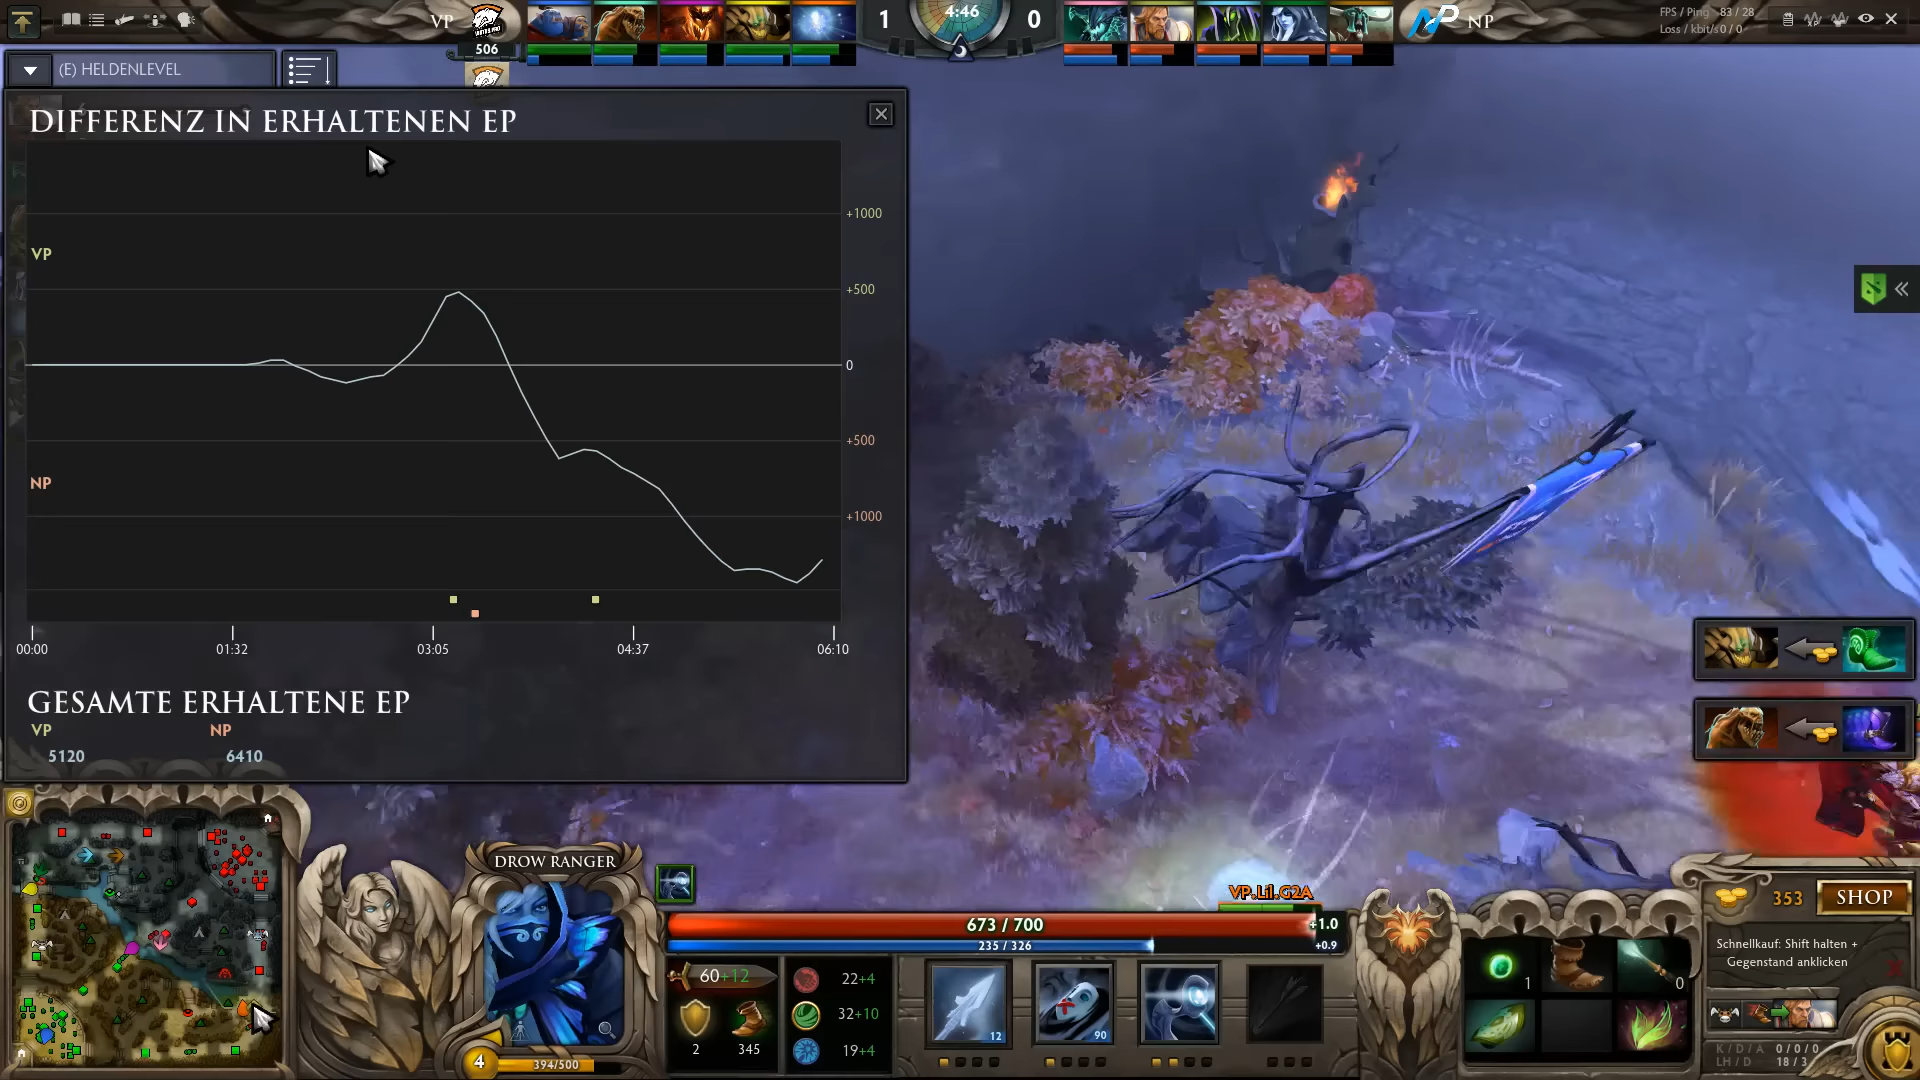 VP
506
1
4:46
0
NP
FPS / Ping 83 / 28
Loss / kbit/s 0 / 0
(E) HELDENLEVEL
DIFFERENZ IN ERHALTENEN EP
+1000
VP
+500
0
+500
NP
+1000
00:00
01:32
03:05
04:37
06:10
GESAMTE ERHALTENE EP
VP
NP
5120
6410
DROW RANGER
VP.Lil.G2A
673 / 700
+1.0
235 / 326
+0.9
60+12
22+4
32+10
2
345
19+4
4
394/500
12
90
1
0
353
SHOP
Schnellkauf: Shift halten +
Gegenstand anklicken
K / D / A 0 / 0 / 0
LH / D 18 / 3